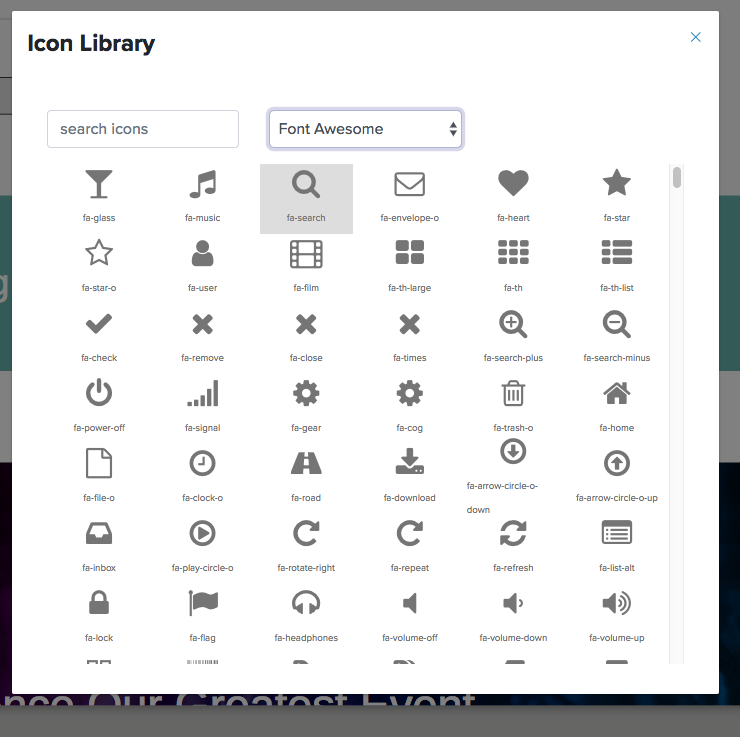 Icon Library
×
search icons
Font Awesome
fa-glass fa-music fa-search fa-envelope-o fa-heart fa-star
fa-star-o fa-user fa-film fa-th-large fa-th fa-th-list
fa-check fa-remove fa-close fa-times fa-search-plus fa-search-minus
fa-power-off fa-signal fa-gear fa-cog fa-trash-o fa-home
fa-file-o fa-clock-o fa-road fa-download fa-arrow-circle-o-down fa-arrow-circle-o-up
fa-inbox fa-play-circle-o fa-rotate-right fa-repeat fa-refresh fa-list-alt
fa-lock fa-flag fa-headphones fa-volume-off fa-volume-down fa-volume-up
Our Greatest Event